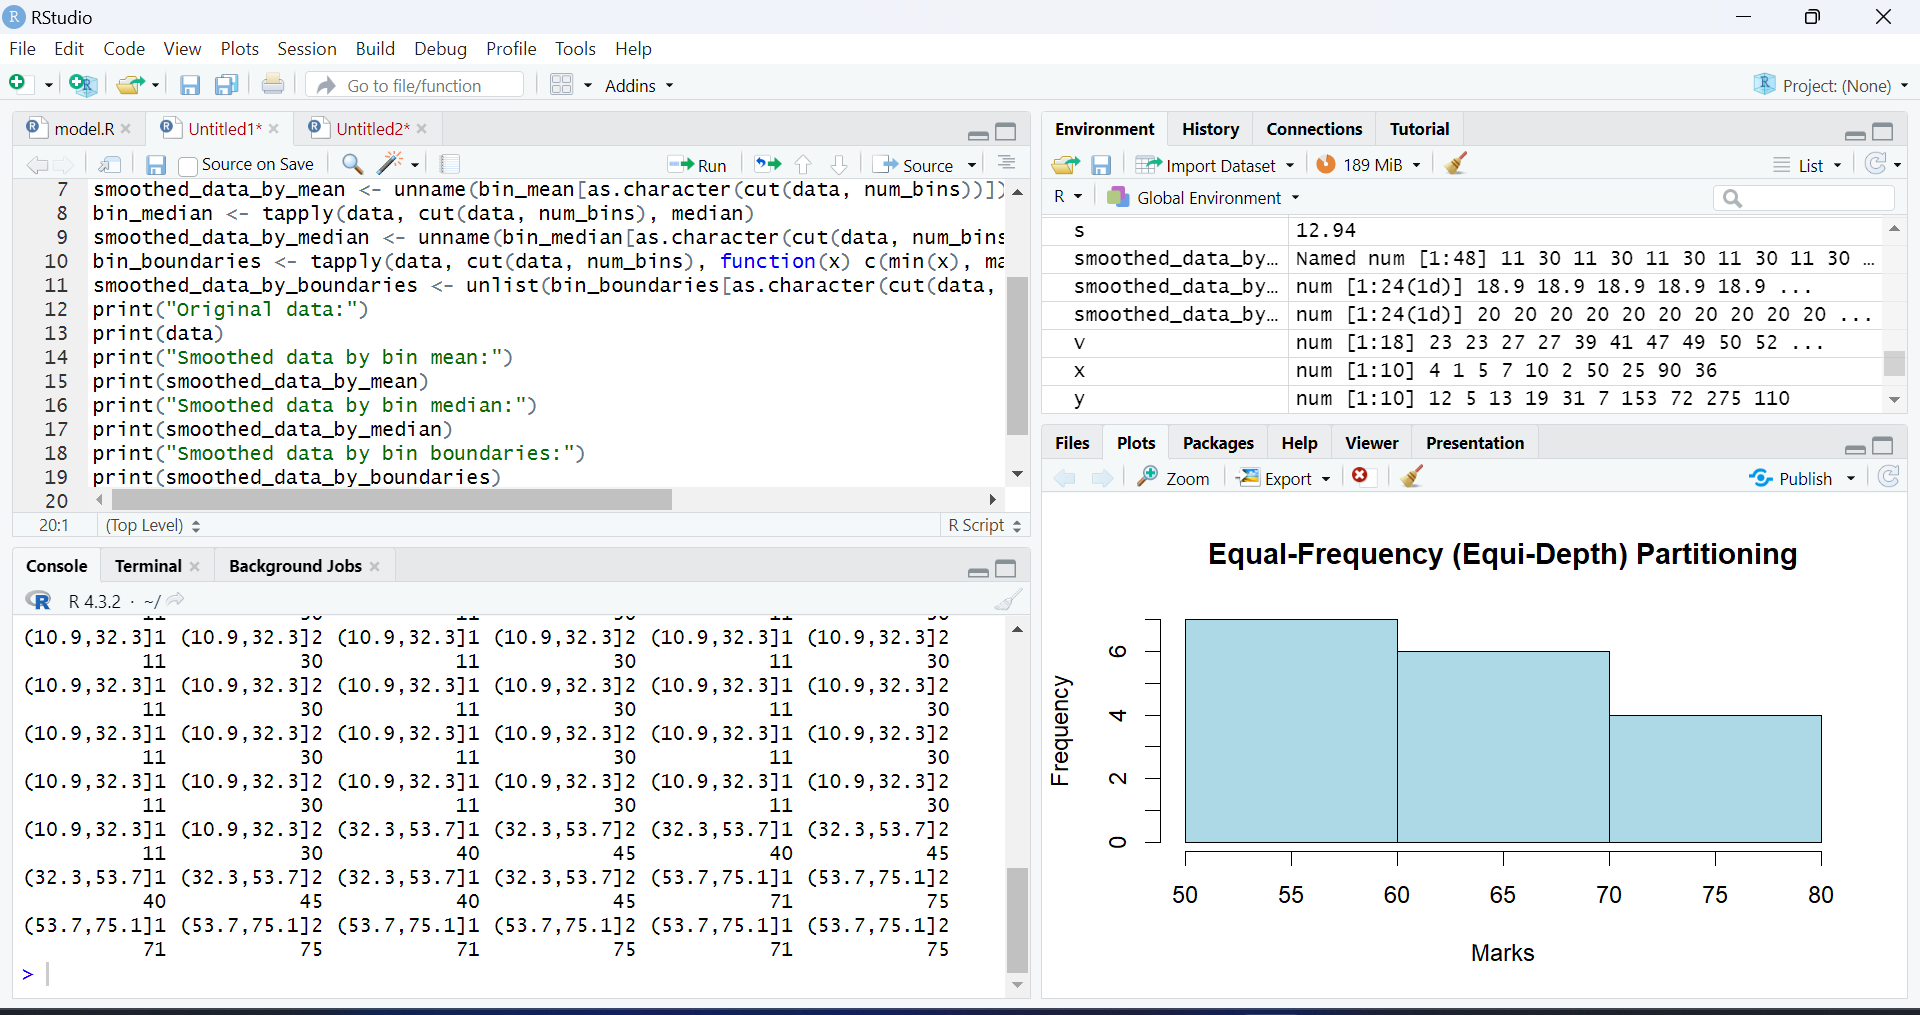 RStudio
File Edit Code View Plots Session Build Debug Profile Tools Help
Go to file/function Addins Project: (None)
model.R Untitled1* Untitled2*
Source on Save Run Source
7 smoothed_data_by_mean <- unname(bin_mean[as.character(cut(data, num_bins))])
8 bin_median <- tapply(data, cut(data, num_bins), median)
9 smoothed_data_by_median <- unname(bin_median[as.character(cut(data, num_bins
10 bin_boundaries <- tapply(data, cut(data, num_bins), function(x) c(min(x), ma
11 smoothed_data_by_boundaries <- unlist(bin_boundaries[as.character(cut(data,
12 print("Original data:")
13 print(data)
14 print("Smoothed data by bin mean:")
15 print(smoothed_data_by_mean)
16 print("Smoothed data by bin median:")
17 print(smoothed_data_by_median)
18 print("Smoothed data by bin boundaries:")
19 print(smoothed_data_by_boundaries)
20
20:1 (Top Level) R Script
Console Terminal Background Jobs
R R 4.3.2 · ~/
(10.9,32.3]1 (10.9,32.3]2 (10.9,32.3]1 (10.9,32.3]2 (10.9,32.3]1 (10.9,32.3]2
11 30 11 30 11 30
(10.9,32.3]1 (10.9,32.3]2 (10.9,32.3]1 (10.9,32.3]2 (10.9,32.3]1 (10.9,32.3]2
11 30 11 30 11 30
(10.9,32.3]1 (10.9,32.3]2 (10.9,32.3]1 (10.9,32.3]2 (10.9,32.3]1 (10.9,32.3]2
11 30 11 30 11 30
(10.9,32.3]1 (10.9,32.3]2 (10.9,32.3]1 (10.9,32.3]2 (10.9,32.3]1 (10.9,32.3]2
11 30 11 30 11 30
(10.9,32.3]1 (10.9,32.3]2 (32.3,53.7]1 (32.3,53.7]2 (32.3,53.7]1 (32.3,53.7]2
11 30 40 45 40 45
(32.3,53.7]1 (32.3,53.7]2 (32.3,53.7]1 (32.3,53.7]2 (53.7,75.1]1 (53.7,75.1]2
40 45 40 45 71 75
(53.7,75.1]1 (53.7,75.1]2 (53.7,75.1]1 (53.7,75.1]2 (53.7,75.1]1 (53.7,75.1]2
71 75 71 75 71 75
>
Environment History Connections Tutorial
Import Dataset 189 MiB List
R Global Environment
s 12.94
smoothed_data_by… Named num [1:48] 11 30 11 30 11 30 11 30 11 30 …
smoothed_data_by… num [1:24(1d)] 18.9 18.9 18.9 18.9 18.9 ...
smoothed_data_by… num [1:24(1d)] 20 20 20 20 20 20 20 20 20 20 ...
v num [1:18] 23 23 27 27 39 41 47 49 50 52 ...
x num [1:10] 4 1 5 7 10 2 50 25 90 36
y num [1:10] 12 5 13 19 31 7 153 72 275 110
Files Plots Packages Help Viewer Presentation
Zoom Export Publish
Equal-Frequency (Equi-Depth) Partitioning
Frequency
6
4
2
0
50 55 60 65 70 75 80
Marks